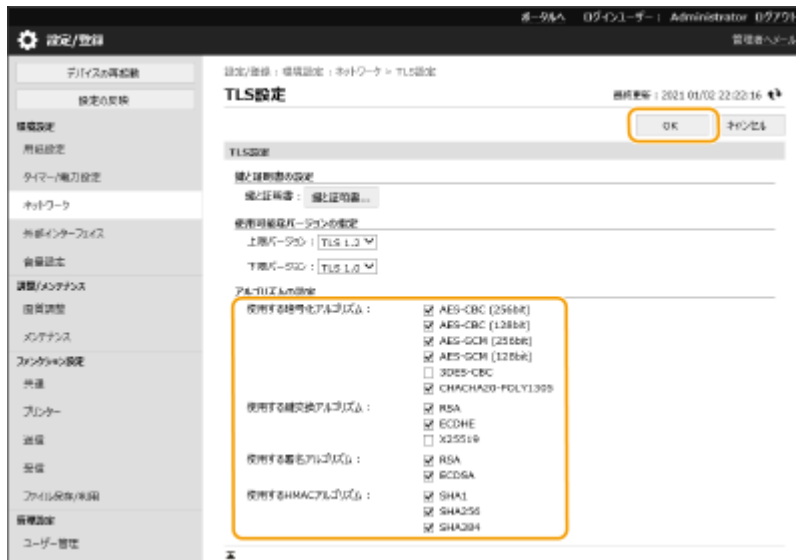 ポータルへ ログインユーザー： Administrator ログアウト
設定/登録 管理者へメール
デバイスの再起動
設定の反映
環境設定
用紙設定
タイマー/電力設定
ネットワーク
外部インターフェイス
音量設定
調整/メンテナンス
画質調整
メンテナンス
ファンクション設定
共通
プリンター
送信
受信
ファイル保存/利用
管理設定
ユーザー管理
設定/登録 : 環境設定 : ネットワーク > TLS設定
TLS設定 最終更新 : 2021 01/02 22:22:16
OK キャンセル
TLS設定
鍵と証明書の設定
鍵と証明書 : 鍵と証明書...
使用可能なバージョンの指定
上限バージョン : TLS 1.3
下限バージョン : TLS 1.0
アルゴリズムの設定
使用する暗号化アルゴリズム : AES-CBC (256bit)
AES-CBC (128bit)
AES-GCM (256bit)
AES-GCM (128bit)
3DES-CBC
CHACHA20-POLY1305
使用する鍵交換アルゴリズム : RSA
ECDHE
X25519
使用する署名アルゴリズム : RSA
ECDSA
使用するHMACアルゴリズム : SHA1
SHA256
SHA384